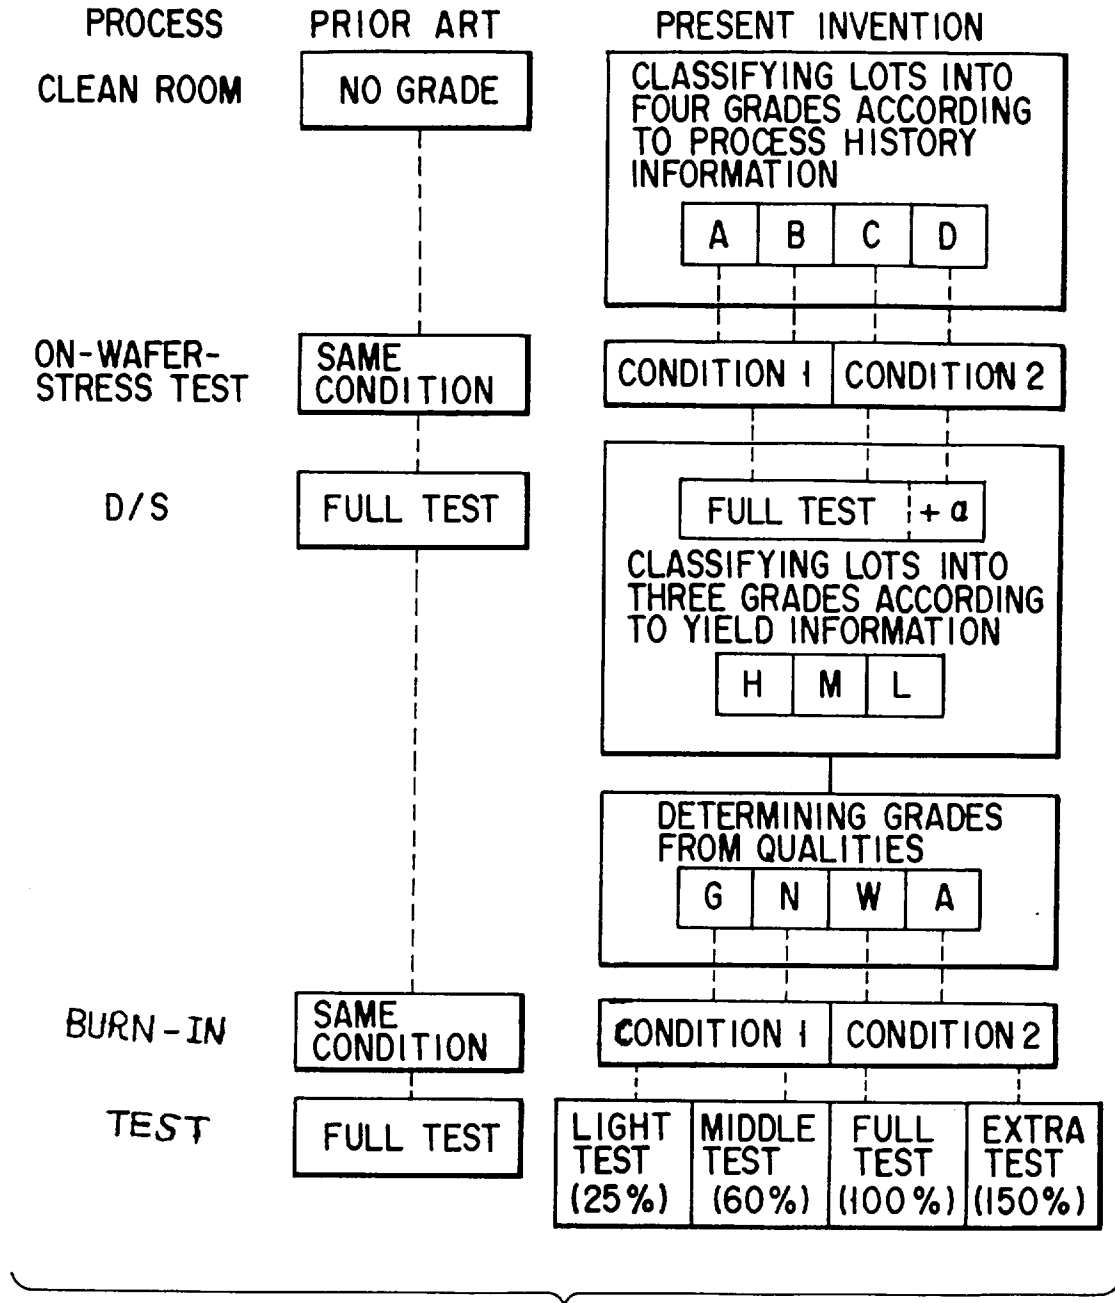 PROCESS PRIOR ART PRESENT INVENTION
CLEAN ROOM
NO GRADE
CLASSIFYING LOTS INTO
FOUR GRADES ACCORDING
TO PROCESS HISTORY
INFORMATION
A B C D
ON-WAFER-
STRESS TEST
SAME
CONDITION
CONDITION 1 CONDITION 2
D/S
FULL TEST
FULL TEST + α
CLASSIFYING LOTS INTO
THREE GRADES ACCORDING
TO YIELD INFORMATION
H M L
DETERMINING GRADES
FROM QUALITIES
G N W A
BURN-IN
SAME
CONDITION
CONDITION 1 CONDITION 2
TEST
FULL TEST
LIGHT
TEST
(25%)
MIDDLE
TEST
(60%)
FULL
TEST
(100%)
EXTRA
TEST
(150%)